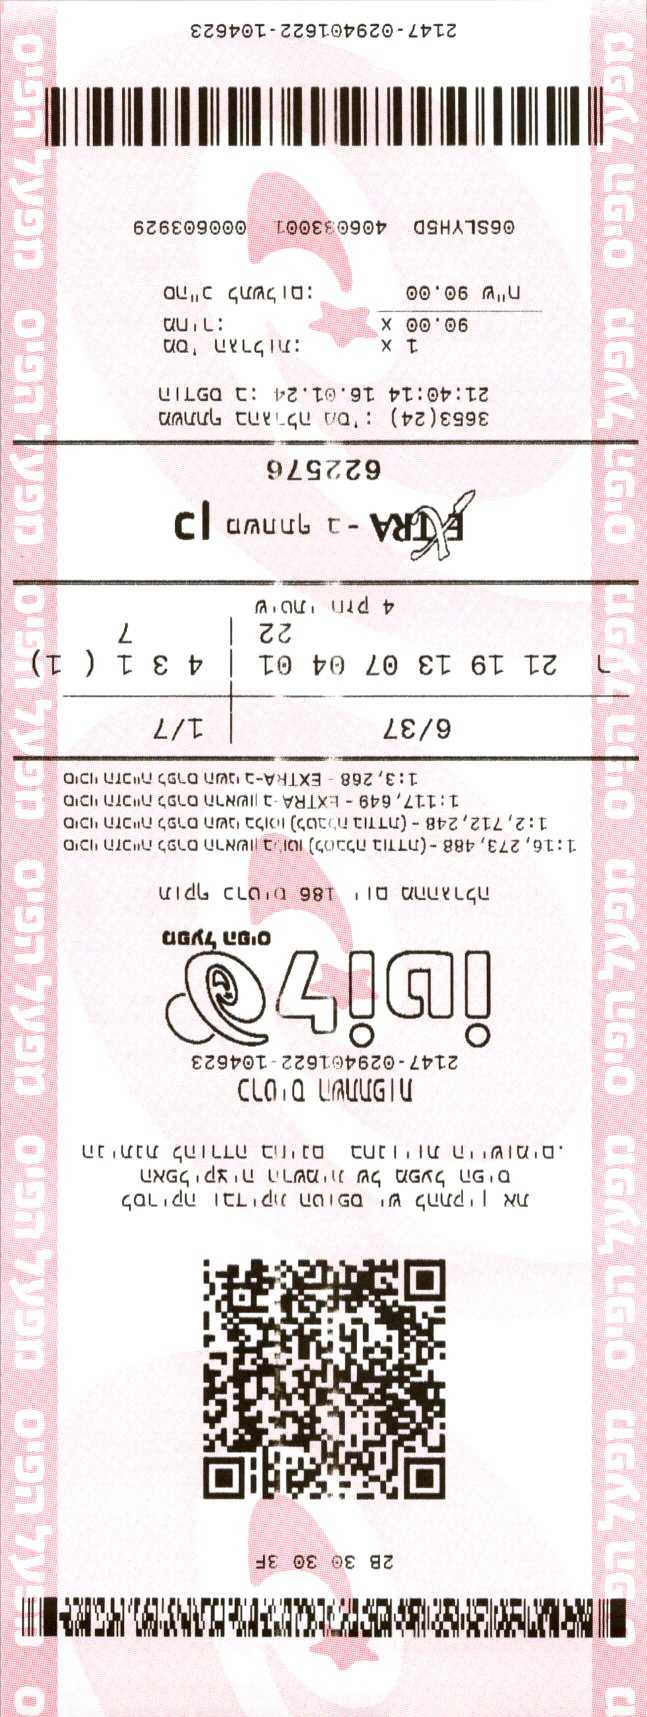 2B 30 30 3F
לסריקה ובדיקת הטופס יש להתקין את
האפליקציה הרשמית של מפעל הפיס
הניתנת להורדה בחינם בחנויות היישומים.
כרטיס השתתפות
2147-029401622-104623
לוטו
מפעל הפיס
תוקף כרטיס 186 יום מההגרלה
סיכוי הזכייה לפרס הראשון בלוטו (לטבלה בודדת) - 1:16,273,488
סיכוי הזכייה לפרס השני בלוטו (לטבלה בודדת) - 1:2,712,248
סיכוי הזכייה לפרס הראשון ב-EXTRA - 1:117,649
סיכוי הזכייה לפרס השני ב-EXTRA - 1:3,268
6/37 | 1/7
ר 21 19 13 07 04 01 | 4 3 1 ( 1)
22 | 7
שיטתי חזק 4
כן משתתף ב - EXTRA
622576
משתתף בהגרלה מס': 3653(24)
הודפס ב: 16.01.24 21:40:14
מס' הגרלות: x 1
מחיר: x 90.00
סה"כ לתשלום: 90.00 ש"ח
06SLYH5D 406033001 000603929
2147-029401622-104623
מפעל הפיס